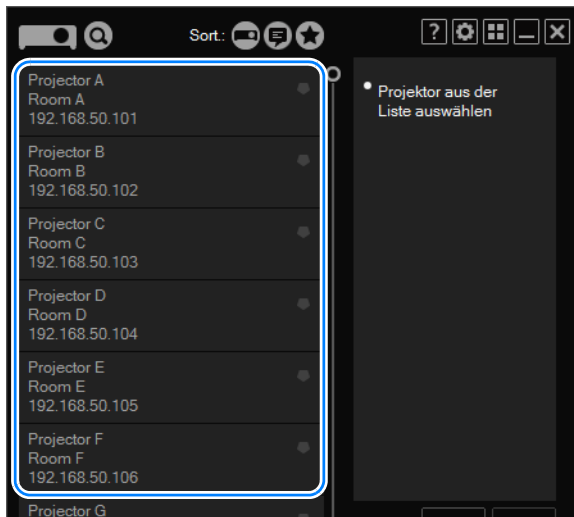 Sort.:
?
Projector A
Room A
192.168.50.101
Projector B
Room B
192.168.50.102
Projector C
Room C
192.168.50.103
Projector D
Room D
192.168.50.104
Projector E
Room E
192.168.50.105
Projector F
Room F
192.168.50.106
Projector G
Projektor aus der
Liste auswählen